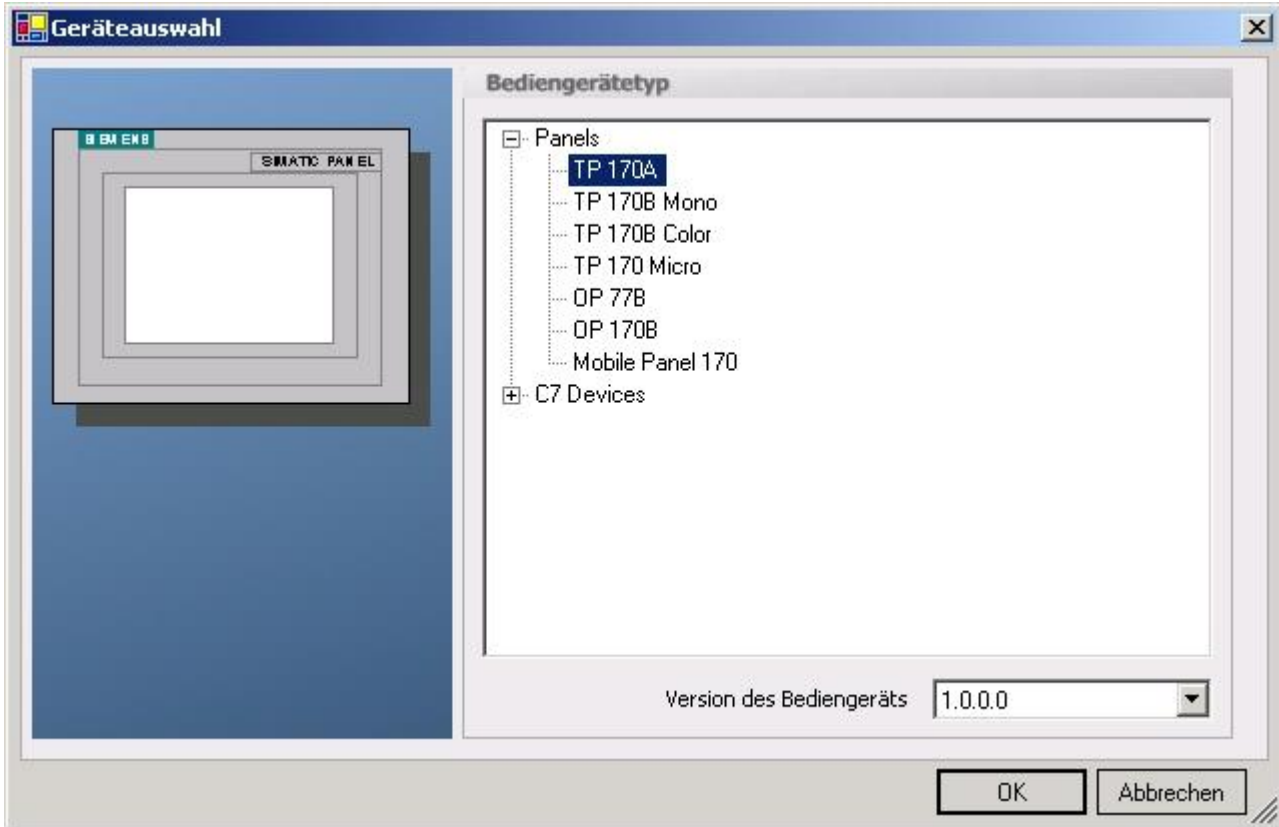 Geräteauswahl
SIEMENS
SIMATIC PANEL
Bediengerätetyp
Panels
TP 170A
TP 170B Mono
TP 170B Color
TP 170 Micro
OP 77B
OP 170B
Mobile Panel 170
C7 Devices
Version des Bediengeräts 1.0.0.0
OK Abbrechen